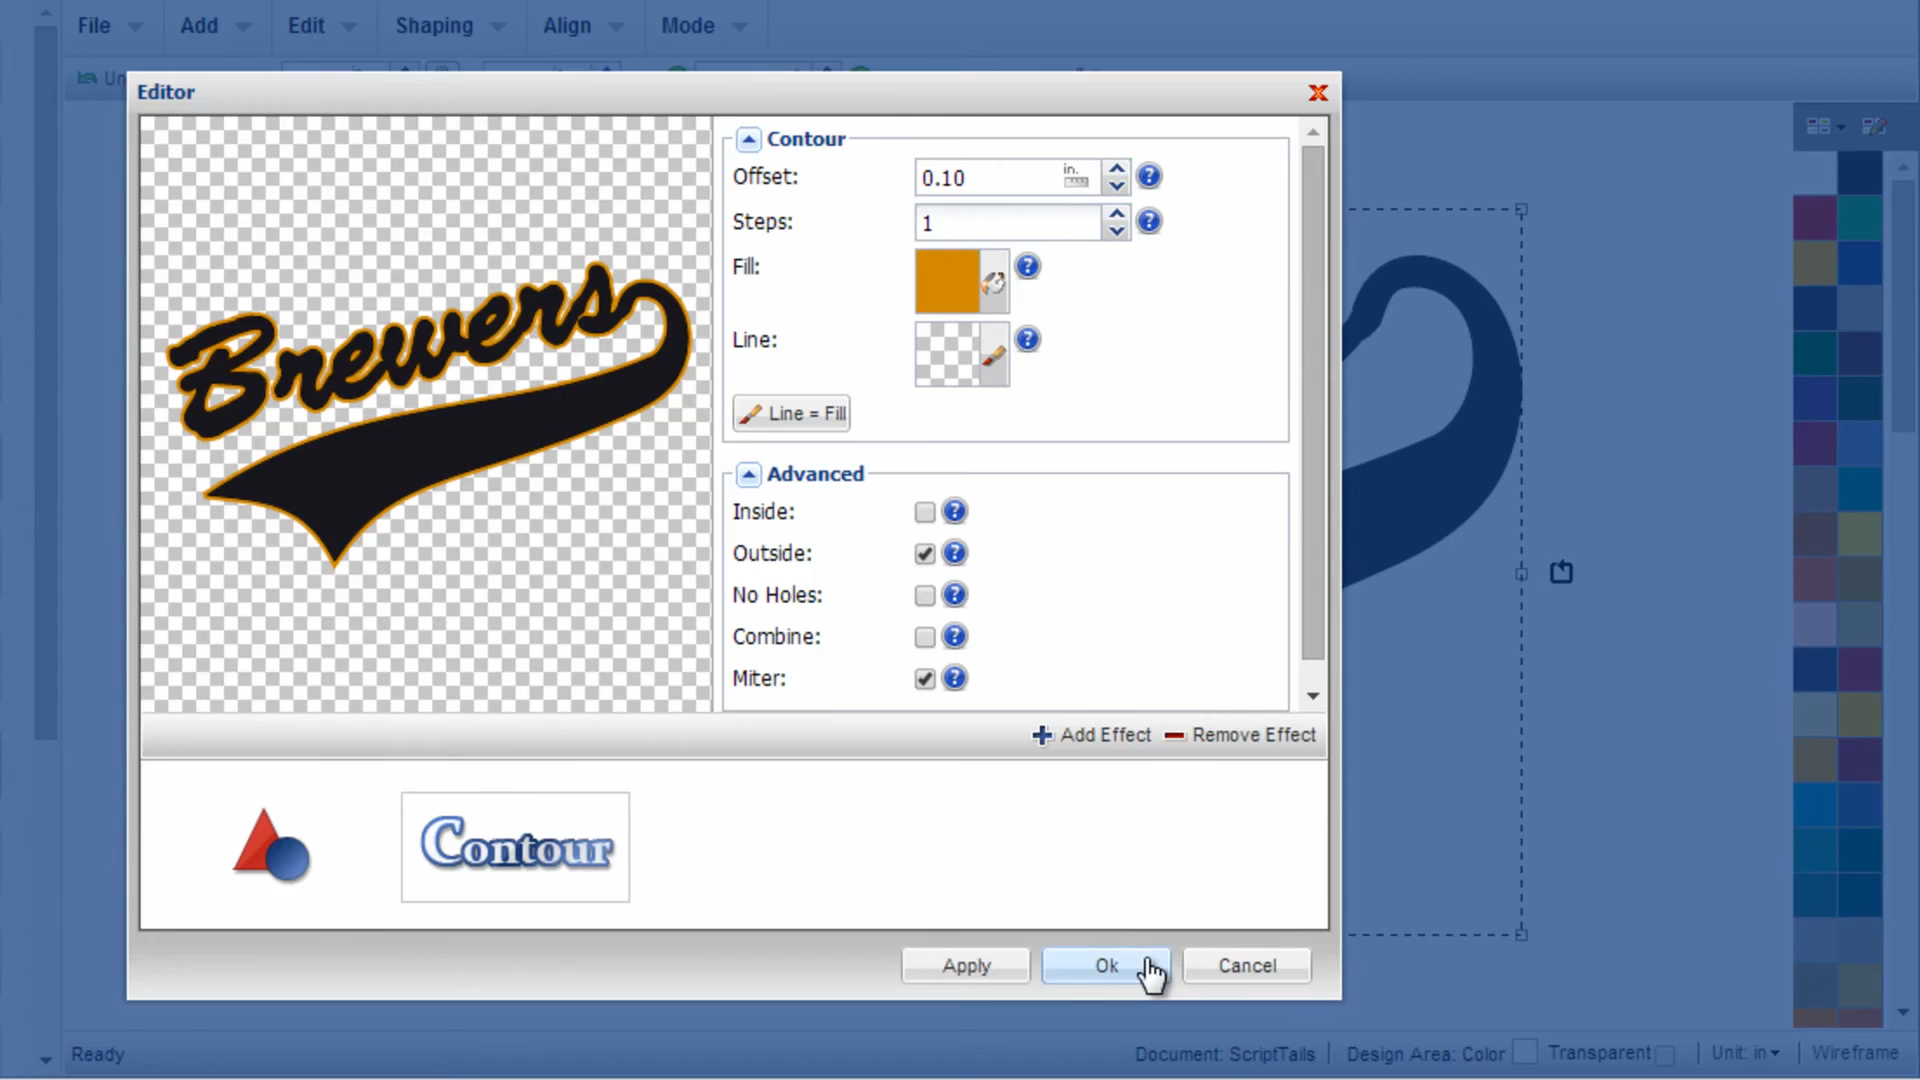 File Add Edit Shaping Align Mode
Editor
Contour
Offset: 0.10 in.
Steps: 1
Fill:
Line:
Line = Fill
Advanced
Inside:
Outside:
No Holes:
Combine:
Miter:
Brewers
Add Effect Remove Effect
Contour
Apply Ok Cancel
Ready Document: ScriptTails Design Area: Color Transparent Unit: in Wireframe